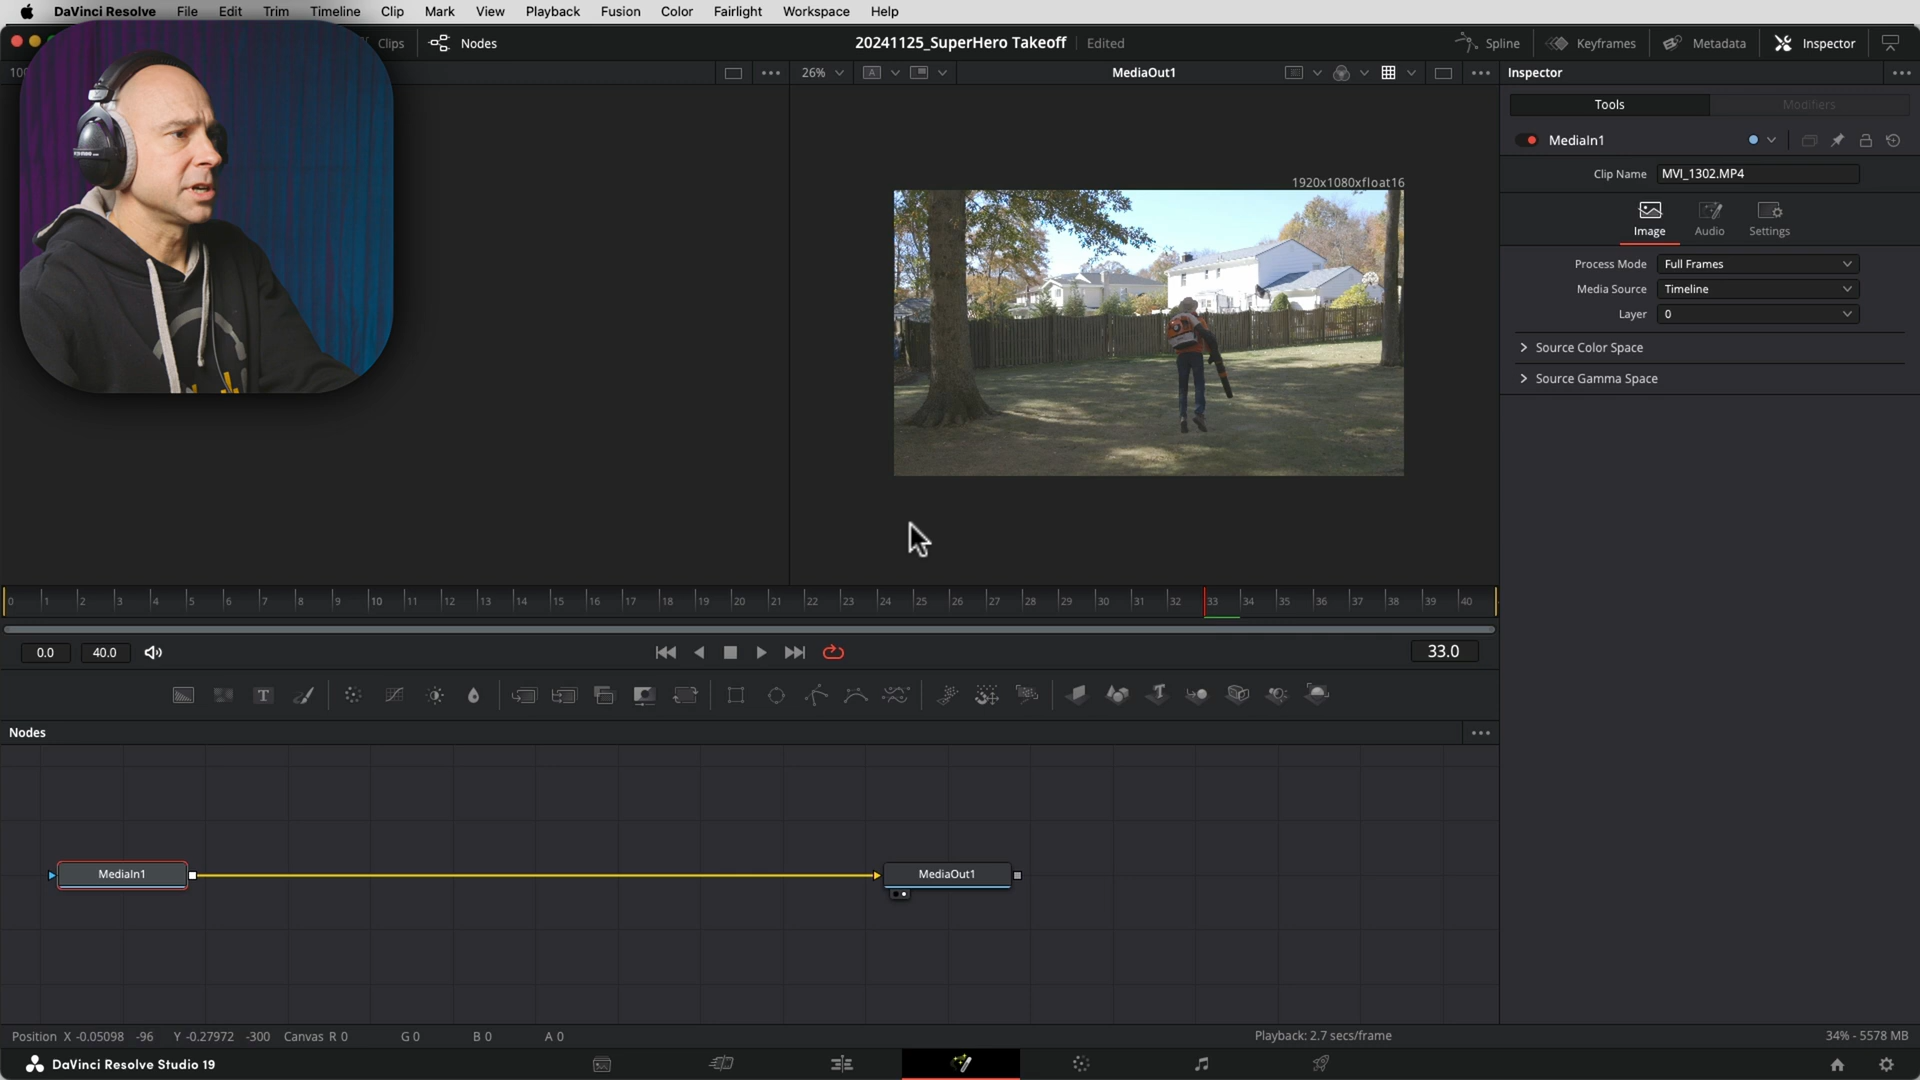 DaVinci Resolve File Edit Trim Timeline Clip Mark View Playback Fusion Color Fairlight Workspace Help
Clips Nodes 20241125_SuperHero Takeoff Edited Spline Keyframes Metadata Inspector
26% A MediaOut1 Inspector
Tools Modifiers
MediaIn1
Clip Name MVI_1302.MP4
1920x1080xfloat16
Image Audio Settings
Process Mode Full Frames
Media Source Timeline
Layer 0
Source Color Space
Source Gamma Space
0 1 2 3 4 5 6 7 8 9 10 11 12 13 14 15 16 17 18 19 20 21 22 23 24 25 26 27 28 29 30 31 32 33 34 35 36 37 38 39 40
0.0 40.0 33.0
T T
Nodes
MediaIn1 MediaOut1
Position X -0.05098 -96 Y -0.27972 -300 Canvas R 0 G 0 B 0 A 0 Playback: 2.7 secs/frame 34% - 5578 MB
DaVinci Resolve Studio 19